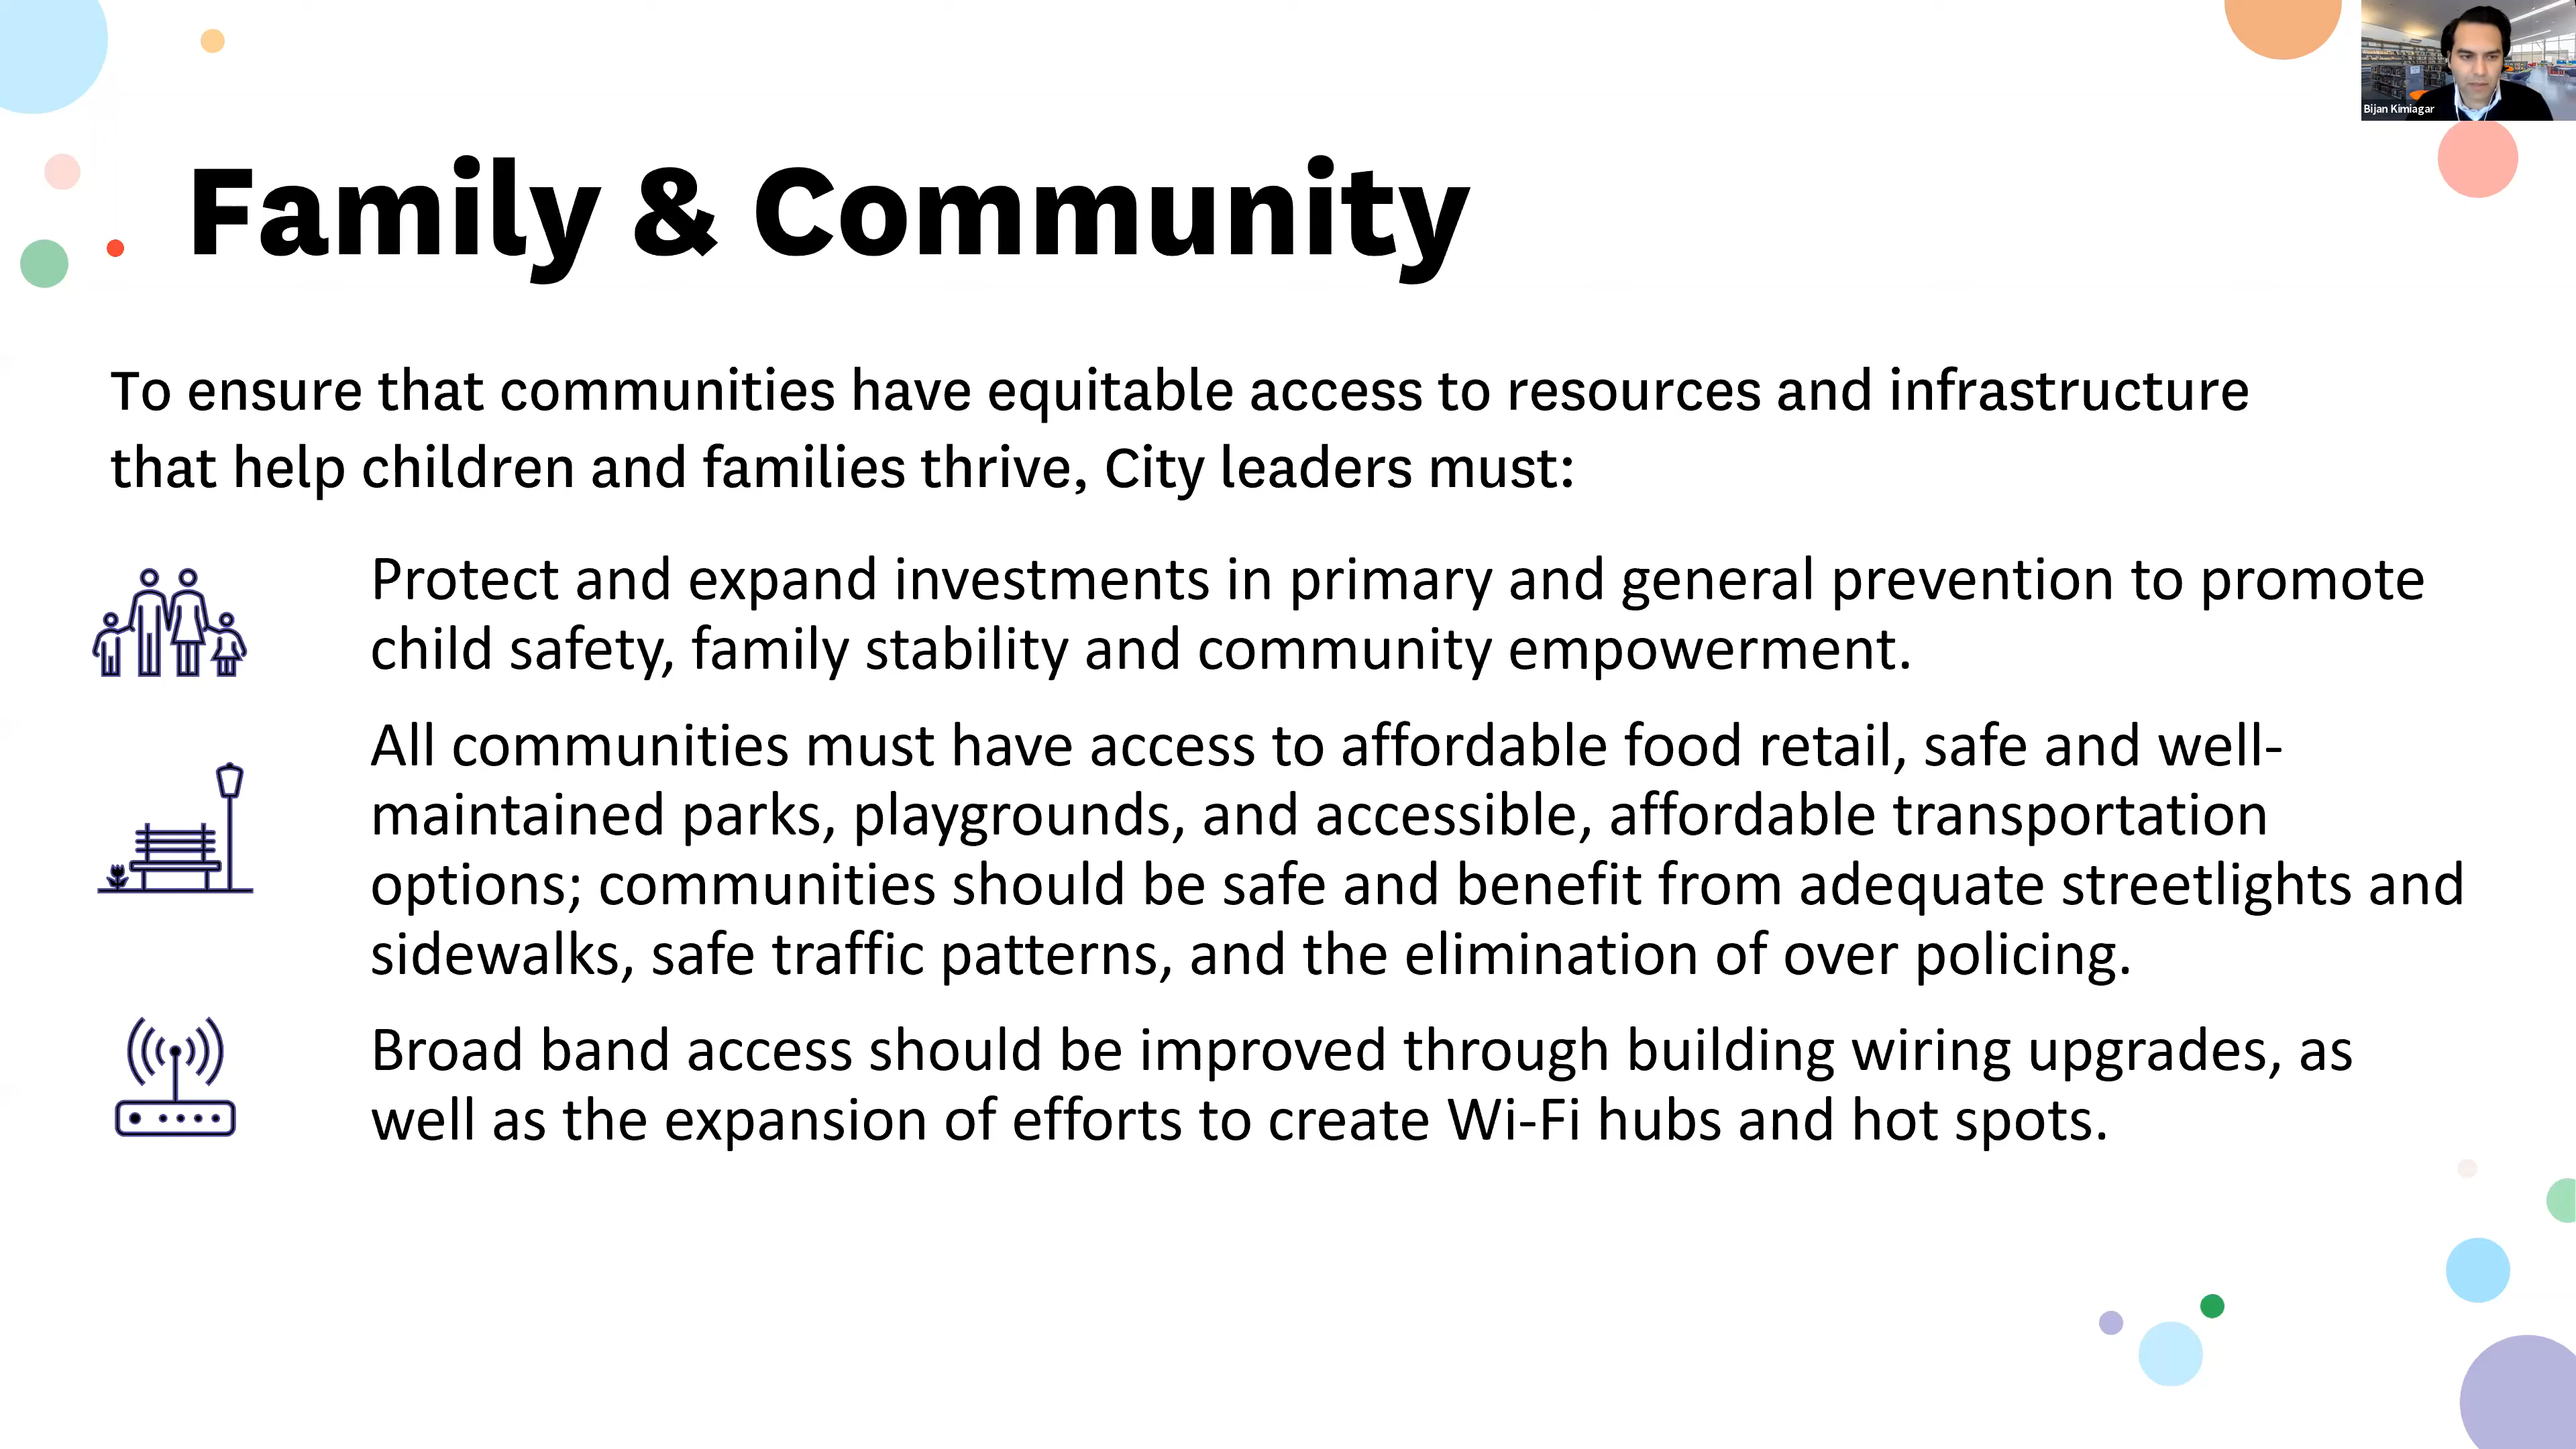 Bijan Kimiagar
Family & Community
To ensure that communities have equitable access to resources and infrastructure
that help children and families thrive, City leaders must:
Protect and expand investments in primary and general prevention to promote
child safety, family stability and community empowerment.
All communities must have access to affordable food retail, safe and well-
maintained parks, playgrounds, and accessible, affordable transportation
options; communities should be safe and benefit from adequate streetlights and
sidewalks, safe traffic patterns, and the elimination of over policing.
Broad band access should be improved through building wiring upgrades, as
well as the expansion of efforts to create Wi-Fi hubs and hot spots.